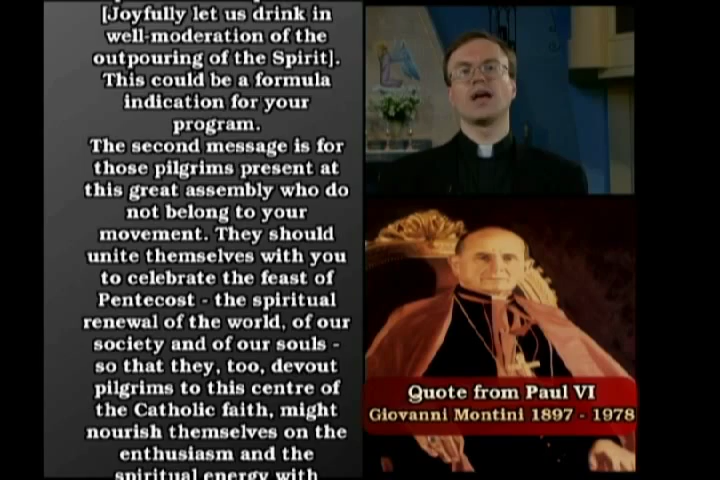 [Joyfully let us drink in
well-moderation of the
outpouring of the Spirit].
This could be a formula
indication for your
program.
The second message is for
those pilgrims present at
this great assembly who do
not belong to your
movement. They should
unite themselves with you
to celebrate the feast of
Pentecost - the spiritual
renewal of the world, of our
society and of our souls -
so that they, too, devout
pilgrims to this centre of
the Catholic faith, might
nourish themselves on the
enthusiasm and the
spiritual energy with
Quote from Paul VI
Giovanni Montini 1897 - 1978